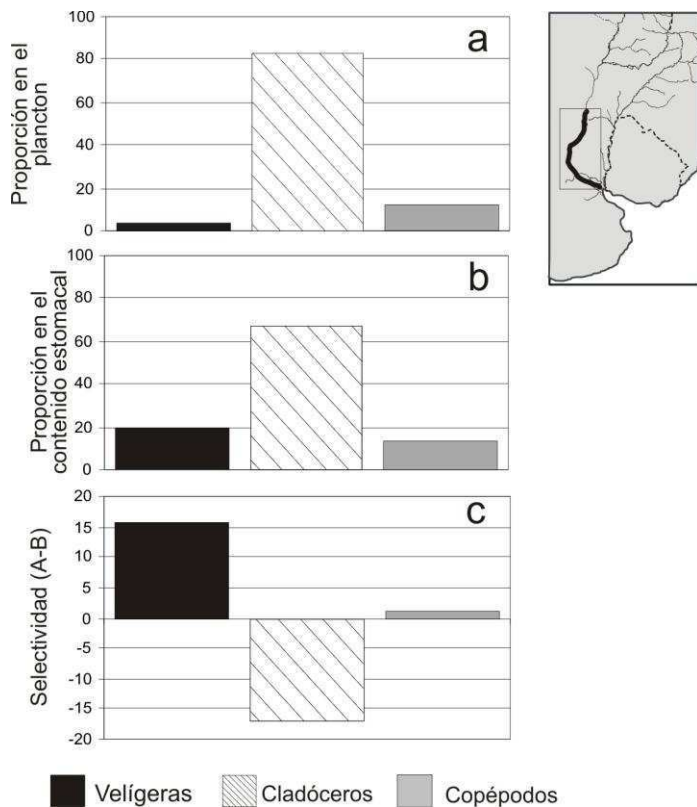 a
Proporción en el
plancton
100
80
60
40
20
0
b
Proporción en el
contenido estomacal
100
80
60
40
20
0
c
Selectividad (A-B)
20
15
10
5
0
-5
-10
-15
-20
Velígeras
Cladóceros
Copépodos